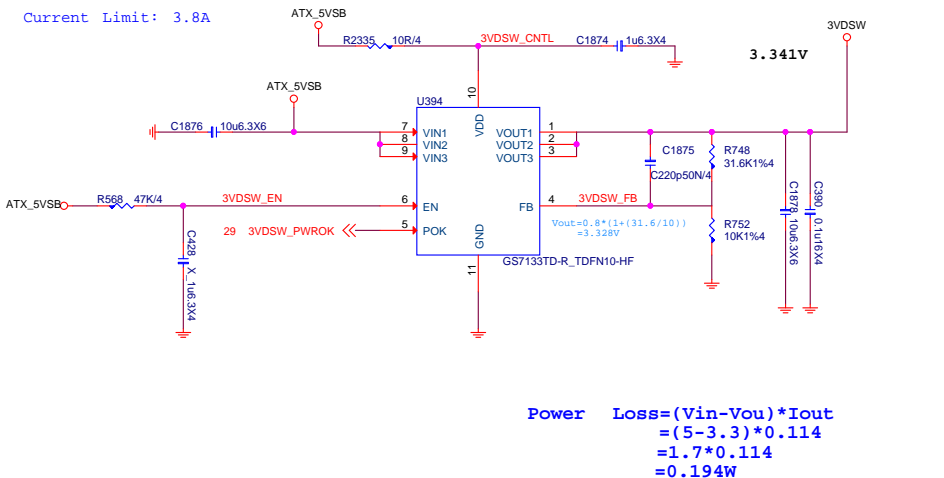 Current Limit: 3.8A
ATX_5VSB
3VDSW
R2335 10R/4
3VDSW_CNTL
C1874 1u6.3X4
3.341V
ATX_5VSB
U394
10
VDD
C1876 10u6.3X6
7 VIN1
8 VIN2
9 VIN3
VOUT1 1
VOUT2 2
VOUT3 3
C1875
C220p50N/4
R748
31.6K1%4
ATX_5VSB
R568 47K/4
3VDSW_EN
6 EN
FB 4
3VDSW_FB
29 3VDSW_PWROK
5 POK
GND
11
GS7133TD-R_TDFN10-HF
Vout=0.8*(1+(31.6/10))
=3.328V
R752
10K1%4
C1878 10u6.3X6
C390 0.1u16X4
C428 X_1u6.3X4
Power Loss=(Vin-Vou)*Iout
=(5-3.3)*0.114
=1.7*0.114
=0.194W